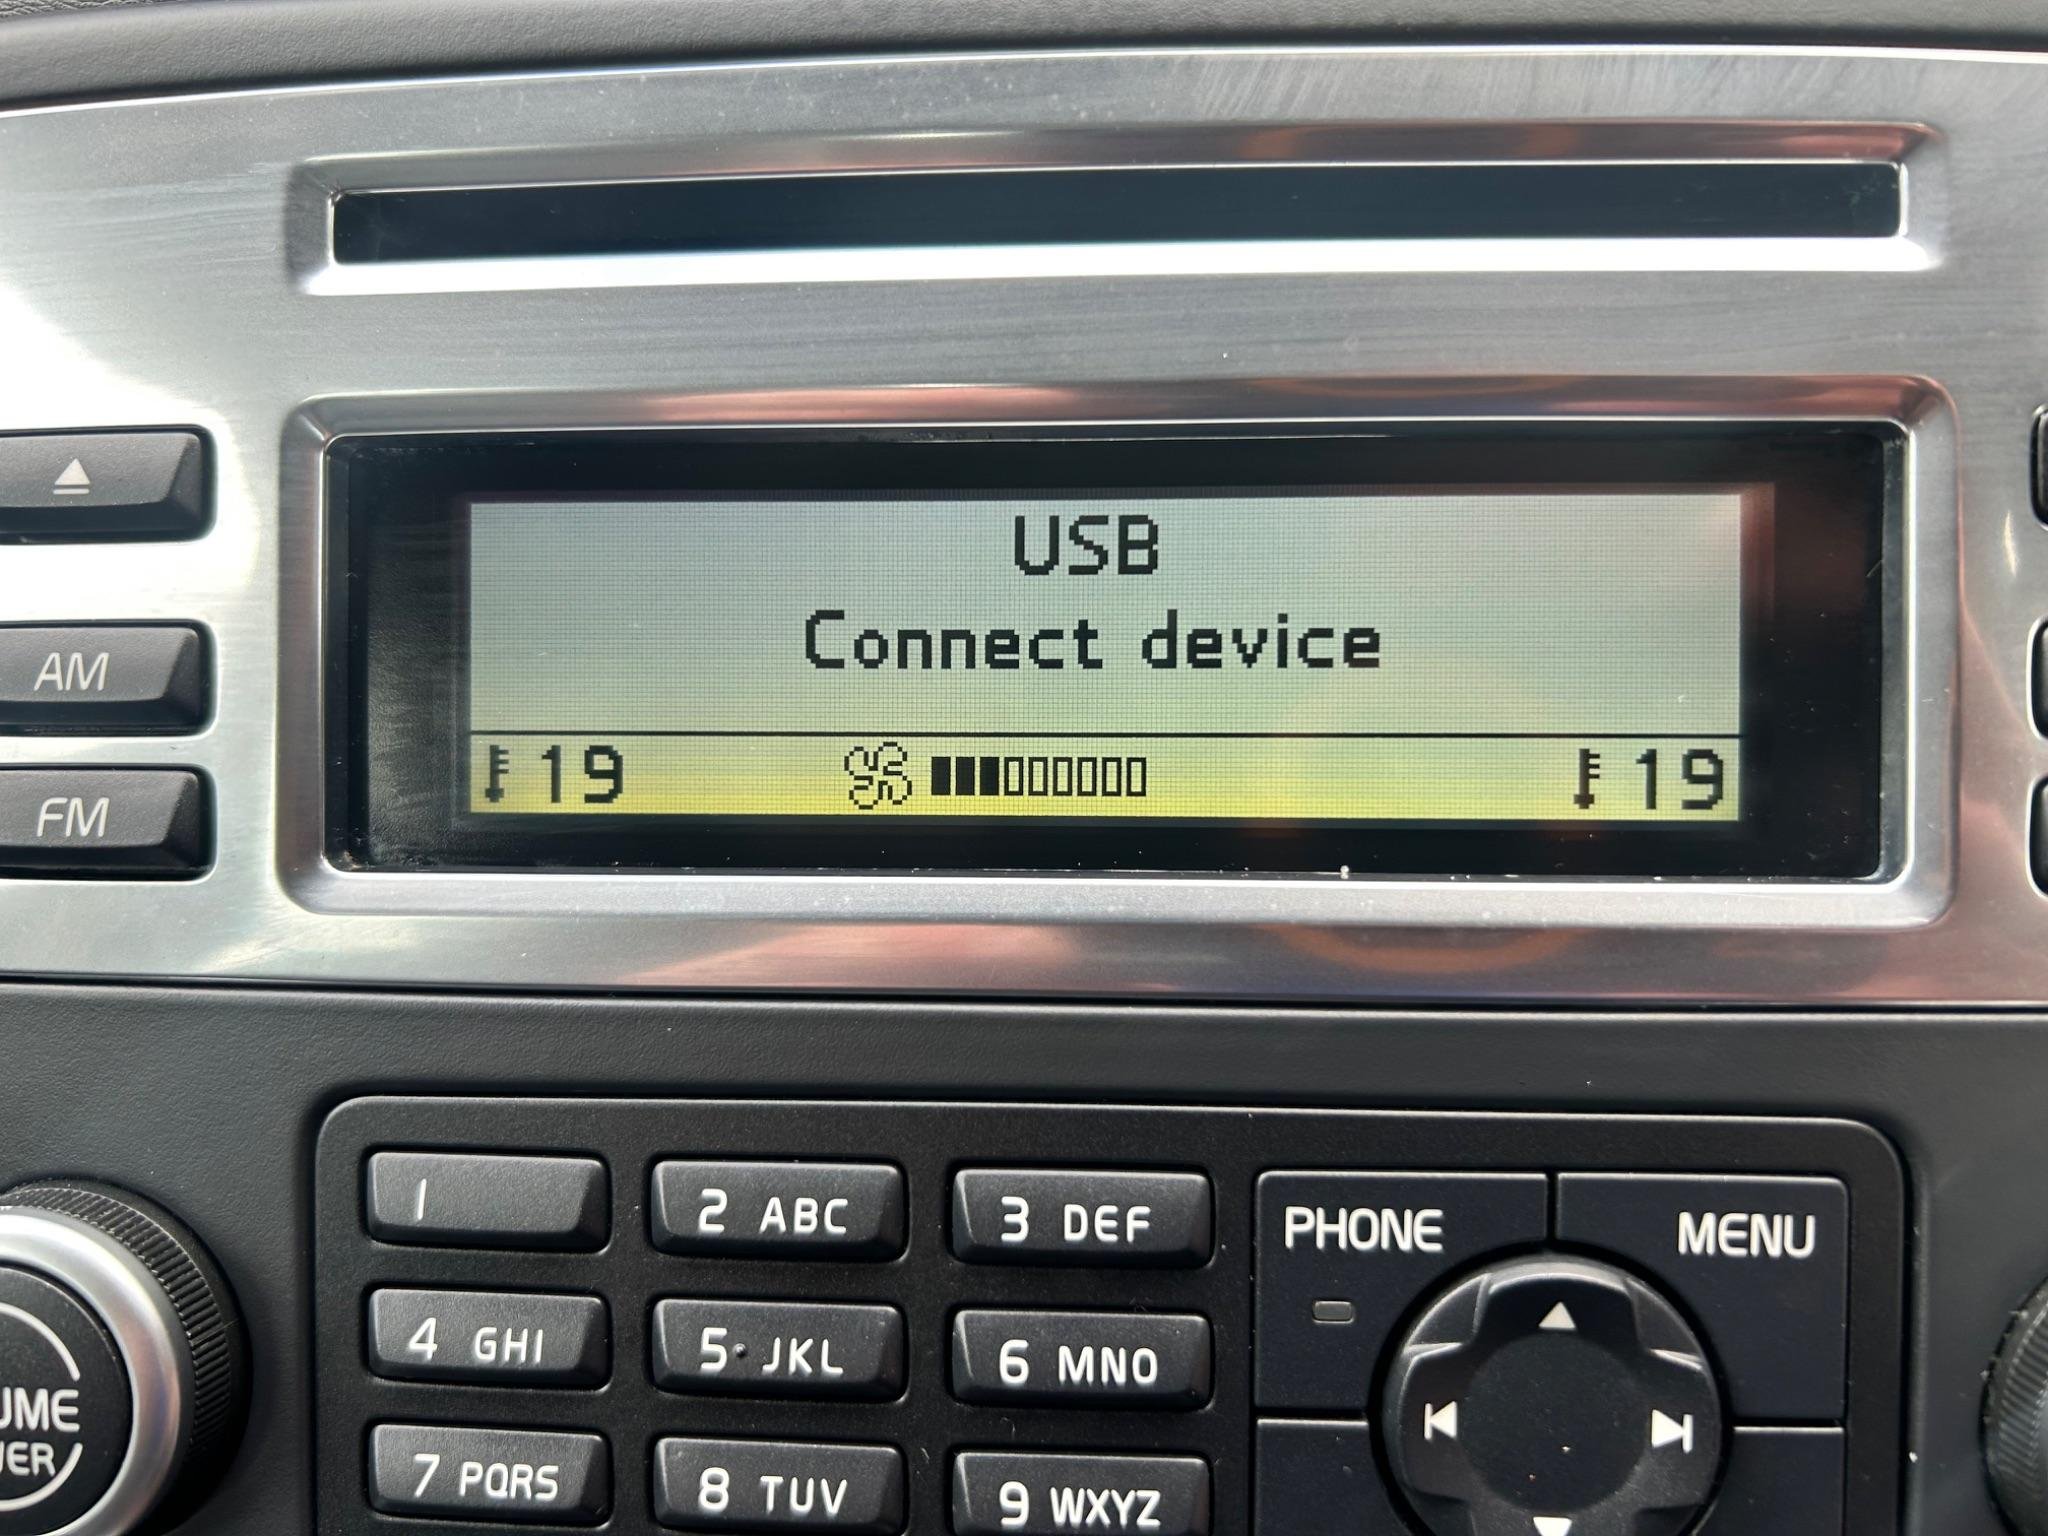 USB
Connect device
19 19
AM
FM
1 2 ABC 3 DEF
PHONE MENU
4 GHI 5 JKL 6 MNO
7 PQRS 8 TUV 9 WXYZ